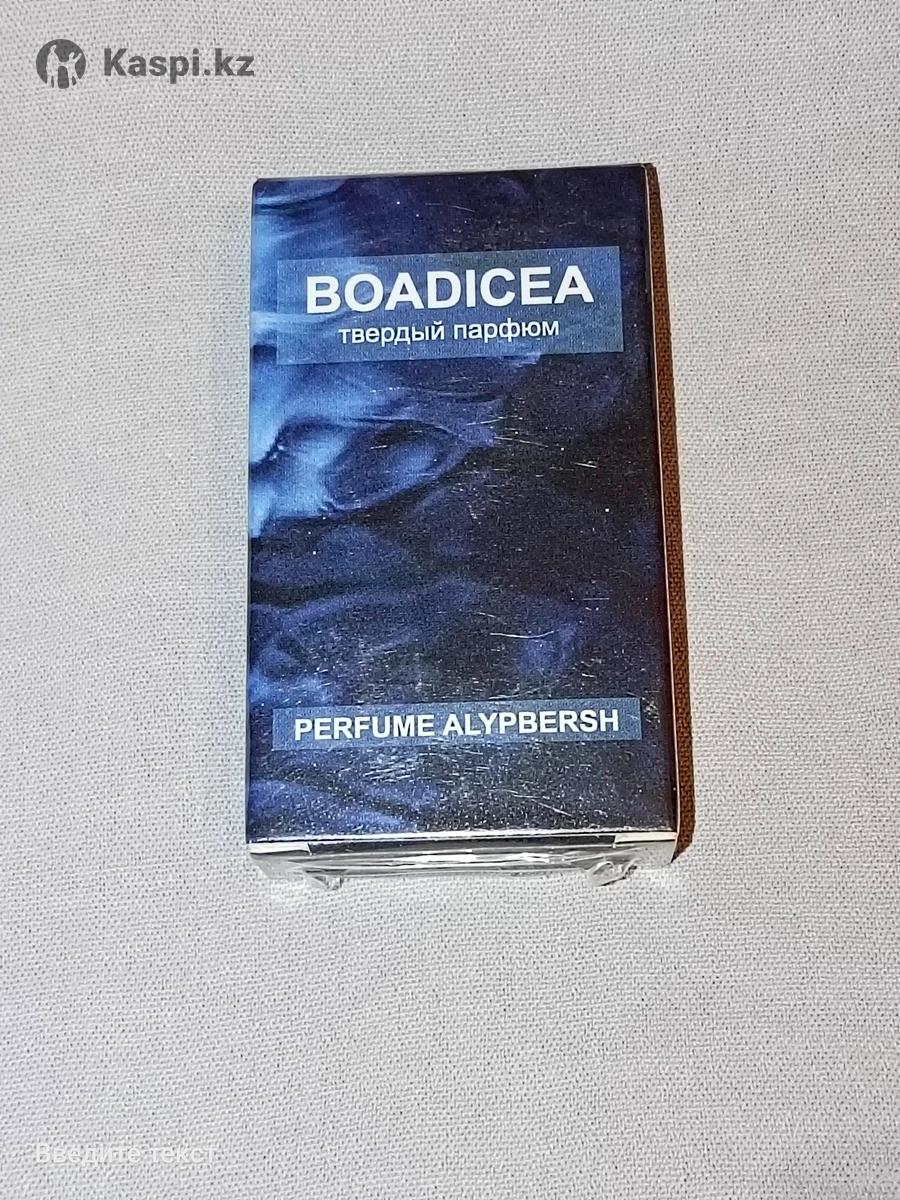 Kaspi.kz
BOADICEA
твердый парфюм
PERFUME ALYPBERSH
Введите текст